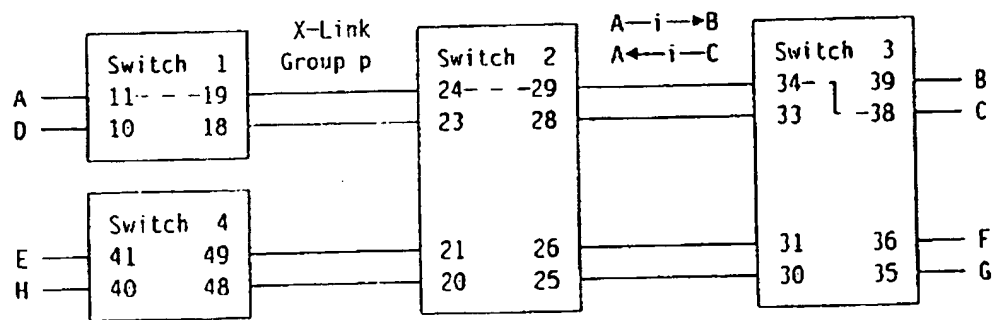 X-Link
Group p
A—i—►B
A◄—i—C
Switch 1
11 - - -19
10 18
A
D
Switch 2
24- - -29
23 28
21 26
20 25
Switch 3
34- 39
33 -38
31 36
30 35
B
C
F
G
Switch 4
41 49
40 48
E
H